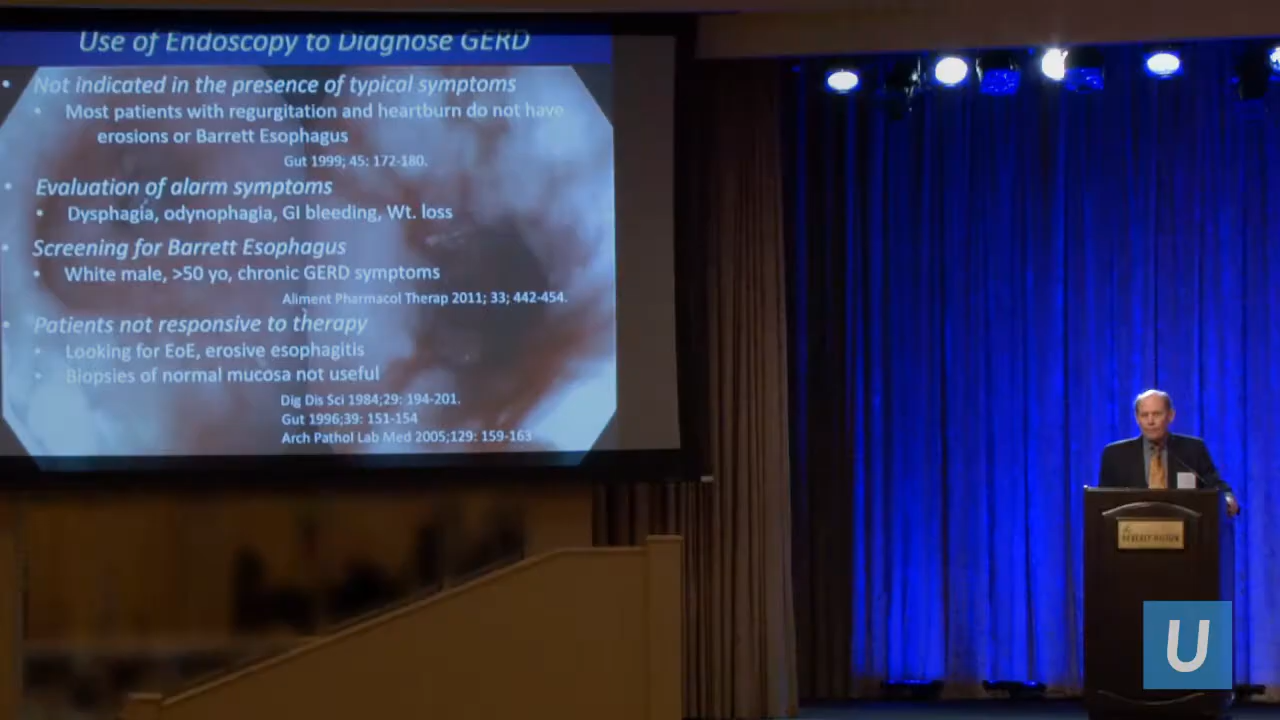 Use of Endoscopy to Diagnose GERD
• Not indicated in the presence of typical symptoms
• Most patients with regurgitation and heartburn do not have
erosions or Barrett Esophagus
Gut 1999; 45: 172-180.
• Evaluation of alarm symptoms
• Dysphagia, odynophagia, GI bleeding, Wt. loss
• Screening for Barrett Esophagus
• White male, >50 yo, chronic GERD symptoms
Aliment Pharmacol Therap 2011; 33; 442-454.
• Patients not responsive to therapy
• Looking for EoE, erosive esophagitis
• Biopsies of normal mucosa not useful
Dig Dis Sci 1984;29: 194-201.
Gut 1996;39: 151-154
Arch Pathol Lab Med 2005;129: 159-163
The
BEVERLY HILTON
U